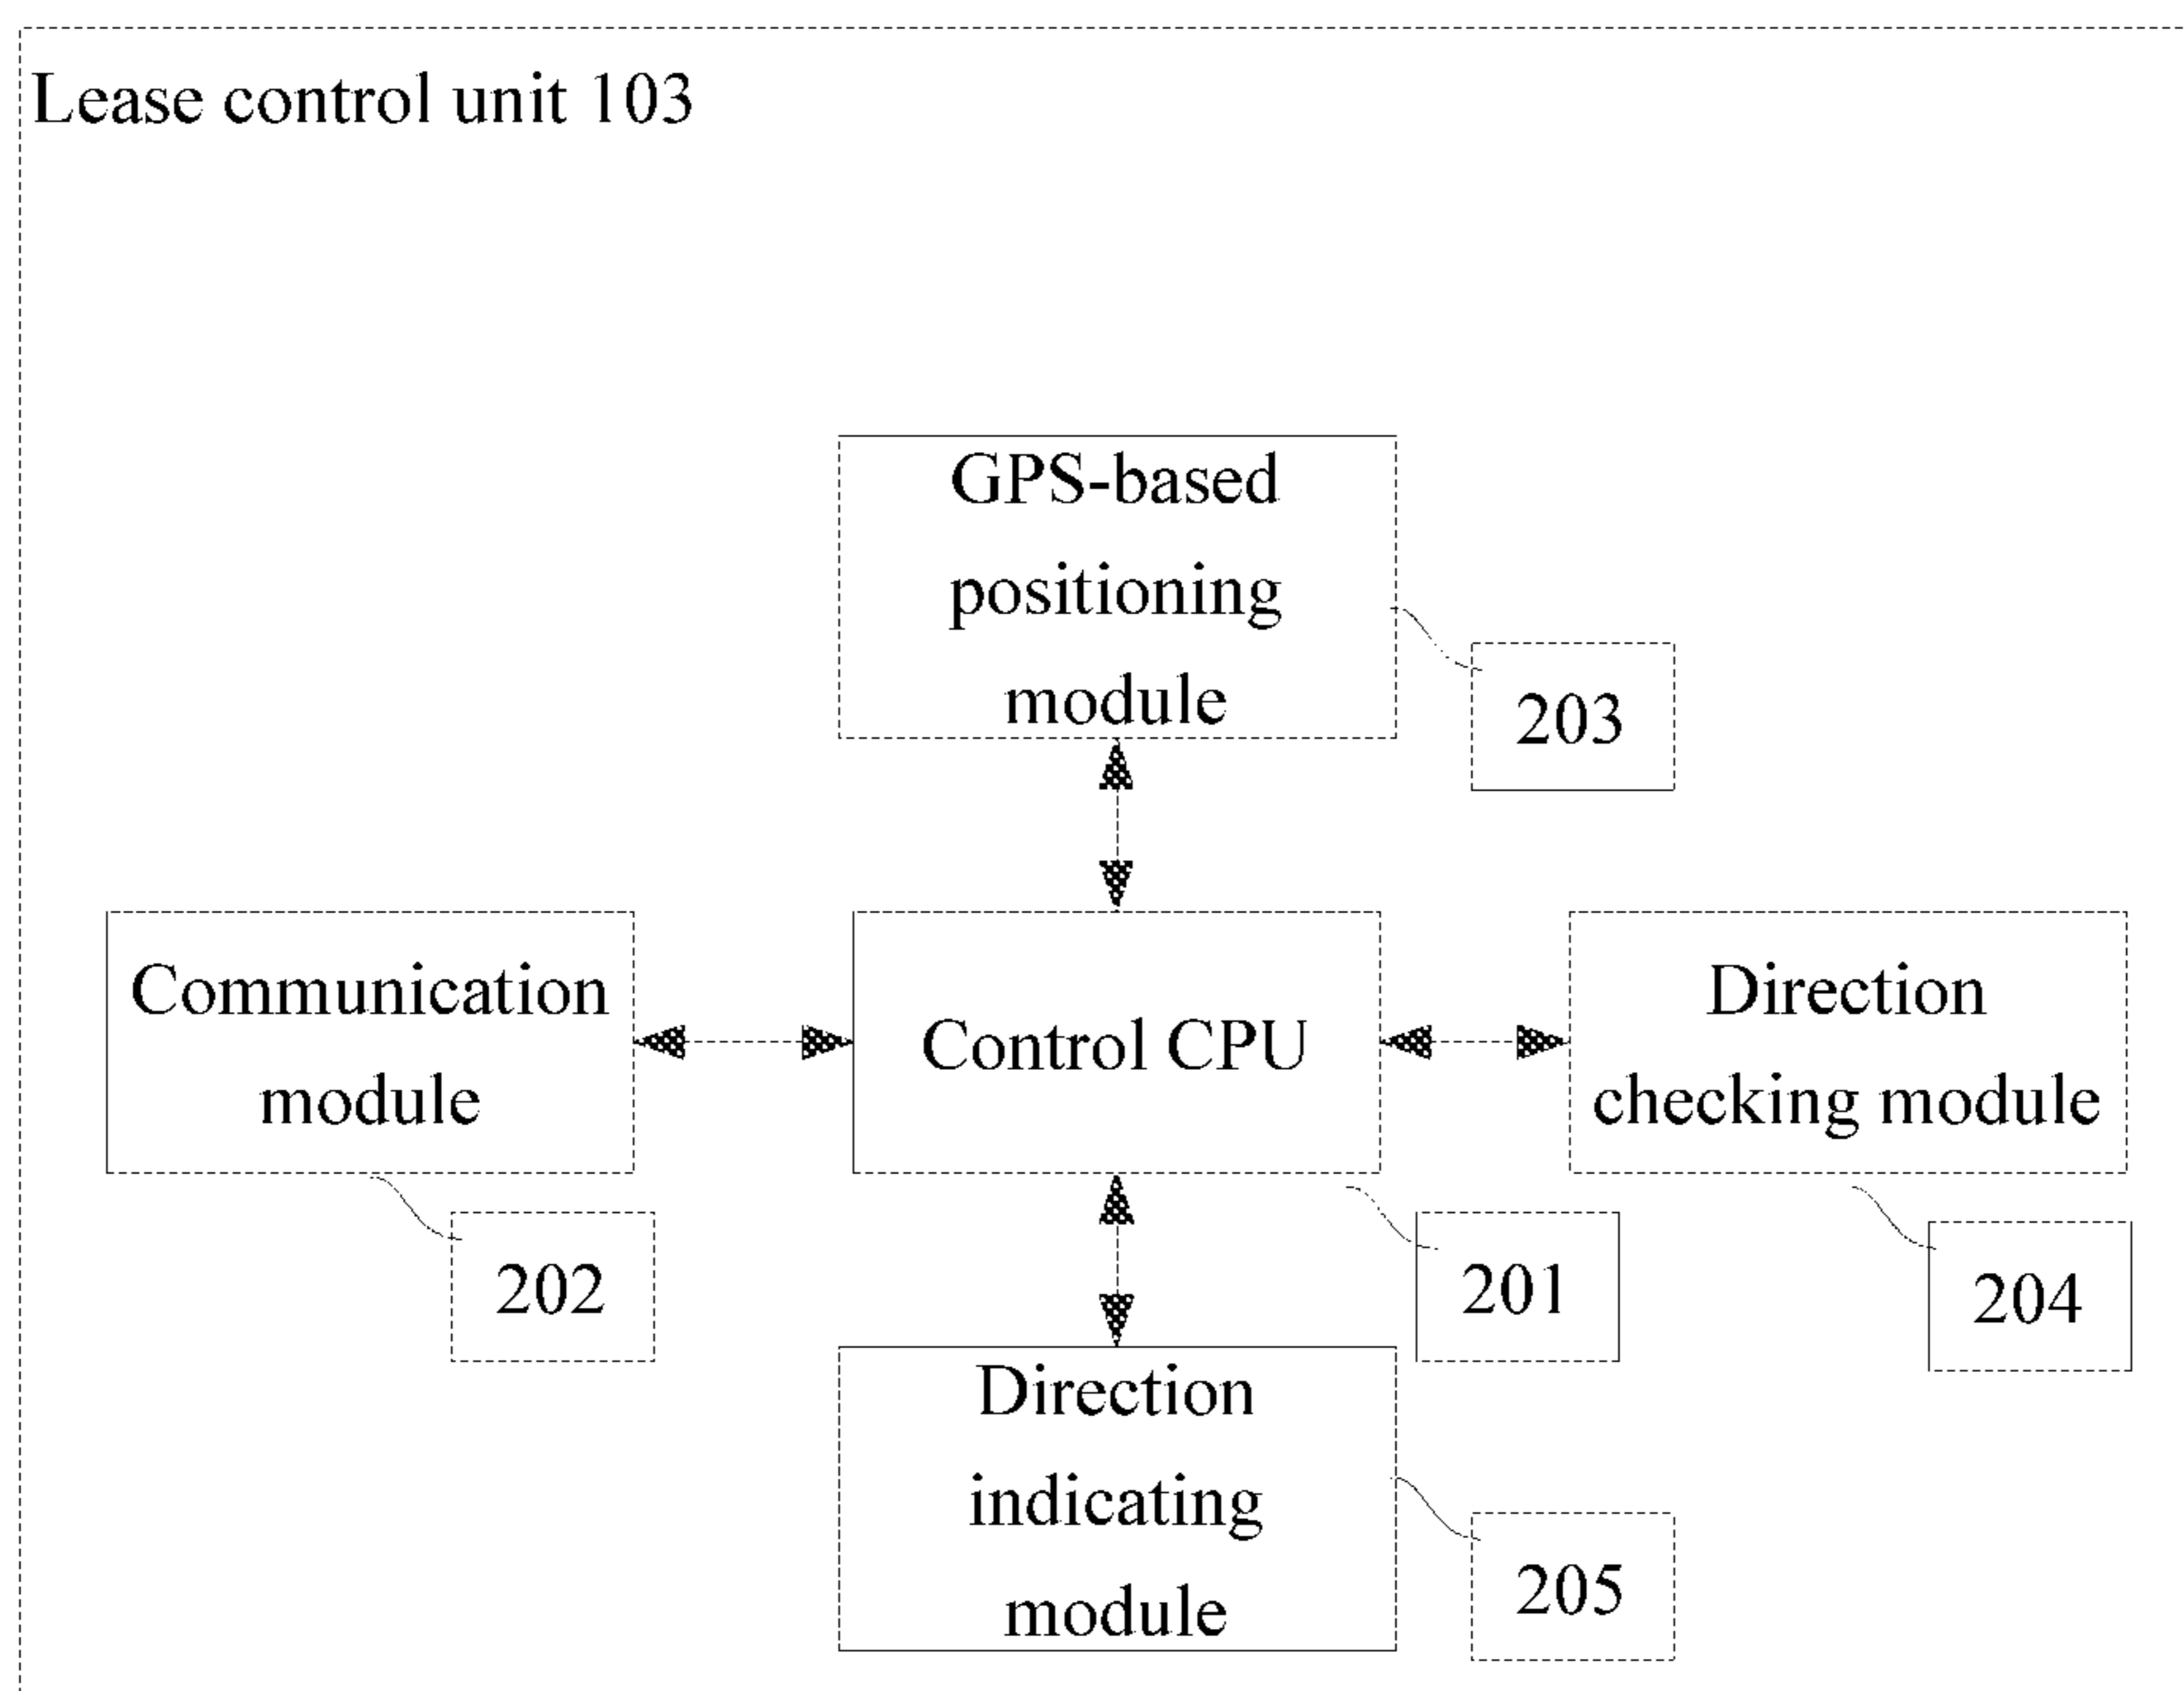 Lease control unit 103
GPS-based
positioning
module
203
Communication
module
Control CPU
Direction
checking module
202
201
204
Direction
indicating
module
205